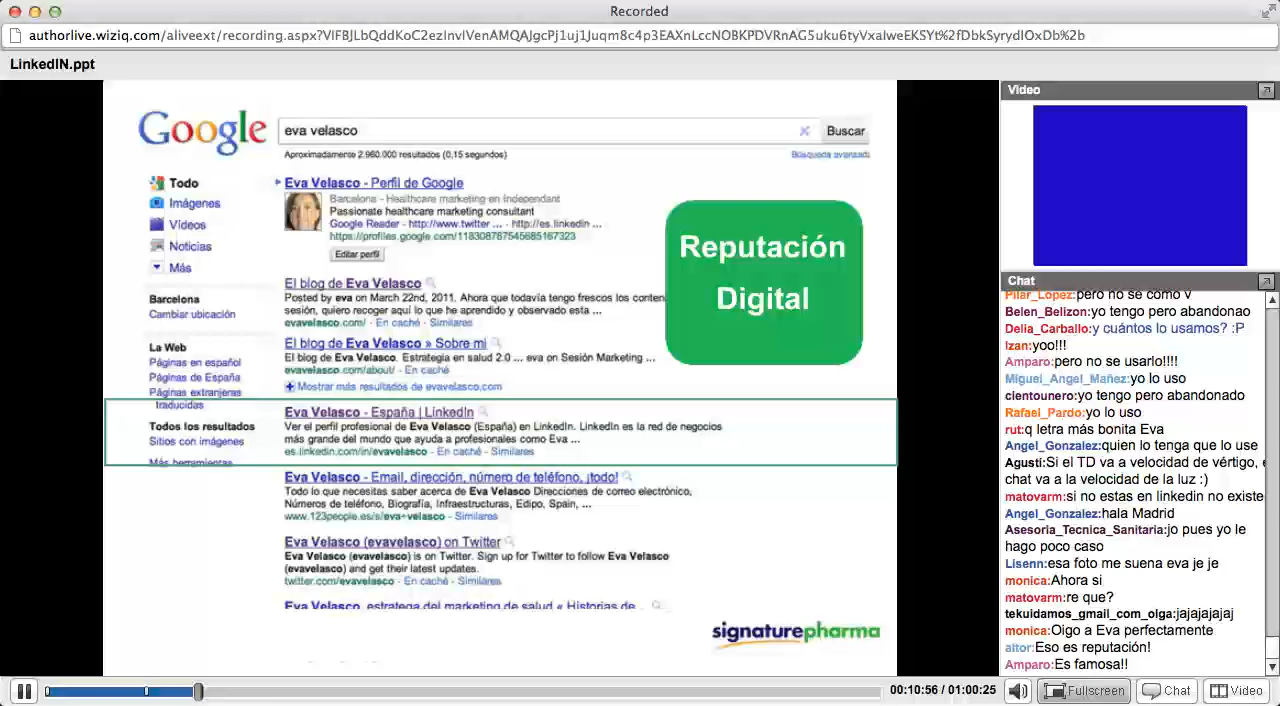 Recorded
authorlive.wiziq.com/aliveext/recording.aspx?
LinkedIN.ppt
Google
eva velasco
Buscar
Aproximadamente 2.960.000 resultados (0,15 segundos)
Búsqueda avanzada
Todo
Imágenes
Vídeos
Noticias
Más
Barcelona
Cambiar ubicación
La Web
Páginas en español
Páginas de España
Páginas extranjeras
traducidas
Todos los resultados
Sitios con imágenes
Más herramientas
Eva Velasco - Perfil de Google
Barcelona - Healthcare marketing en Independant
Passionate healthcare marketing consultant
Google Reader - http://www.twitter ... - http://es.linkedin ...
https://profiles.google.com/118308767545685167323
Editar perfil
El blog de Eva Velasco
Posted by eva on March 22nd, 2011. Ahora que todavía tengo frescos los conten
sesión, quiero recoger aquí lo que he aprendido y observado esta ...
evavelasco.com/ - En caché - Similares
El blog de Eva Velasco » Sobre mi
El blog de Eva Velasco. Estrategia en salud 2.0 ... eva on Sesión Marketing ...
evavelasco.com/about/ - En caché
Mostrar más resultados de evavelasco.com
Eva Velasco - España | LinkedIn
Ver el perfil profesional de Eva Velasco (España) en LinkedIn. LinkedIn es la red de negocios
más grande del mundo que ayuda a profesionales como Eva ...
es.linkedin.com/in/evavelasco - En caché - Similares
Eva Velasco - Email, dirección, número de teléfono, ¡todo!
Todo lo que necesitas saber acerca de Eva Velasco Direcciones de correo electrónico,
Números de teléfono, Biografía, Infraestructuras, Edipo, Spain, ...
www.123people.es/s/eva+velasco - Similares
Eva Velasco (evavelasco) on Twitter
Eva Velasco (evavelasco) is on Twitter. Sign up for Twitter to follow Eva Velasco
(evavelasco) and get their latest updates.
twitter.com/evavelasco - En caché - Similares
Eva Velasco, estratega del marketing de salud « Historias de ...
Reputación
Digital
signaturepharma
Video
Chat
Pilar_Lopez:pero no se como v
Belen_Belizon:yo tengo pero abandonao
Delia_Carballo:y cuántos lo usamos? :P
Izan:yoo!!!
Amparo:pero no se usarlo!!!!
Miguel_Angel_Mañez:yo lo uso
cientounero:yo tengo pero abandonado
Rafael_Pardo:yo lo uso
rut:q letra más bonita Eva
Angel_Gonzalez:quien lo tenga que lo use
Agustí:Si el TD va a velocidad de vértigo, e
chat va a la velocidad de la luz :)
matovarm:si no estas en linkedin no existe
Angel_Gonzalez:hala Madrid
Asesoria_Tecnica_Sanitaria:jo pues yo le
hago poco caso
Lisenn:esa foto me suena eva je je
monica:Ahora si
matovarm:re que?
tekuidamos_gmail_com_olga:jajajajajaj
monica:Oigo a Eva perfectamente
aitor:Eso es reputación!
Amparo:Es famosa!!
00:10:56 / 01:00:25
Fullscreen
Chat
Video